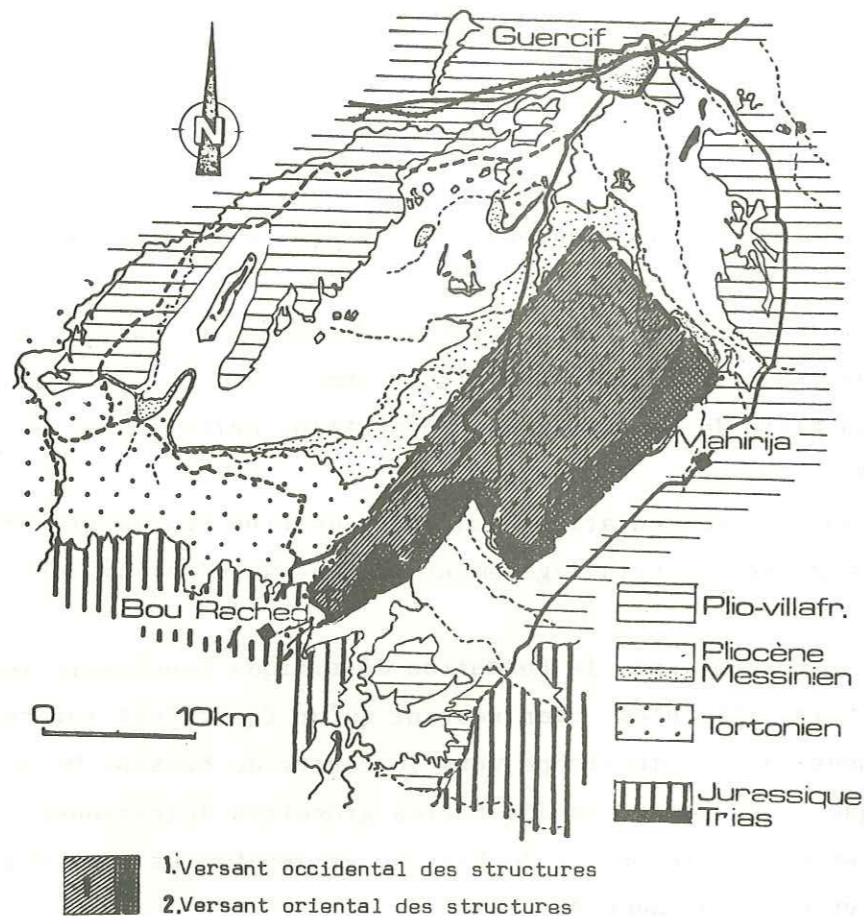 Guercif
N
Mahirija
Bou Rached
0 10km
Plio-villafr.
Pliocène
Messinien
Tortonien
Jurassique
Trias
1
1.Versant occidental des structures
2.Versant oriental des structures